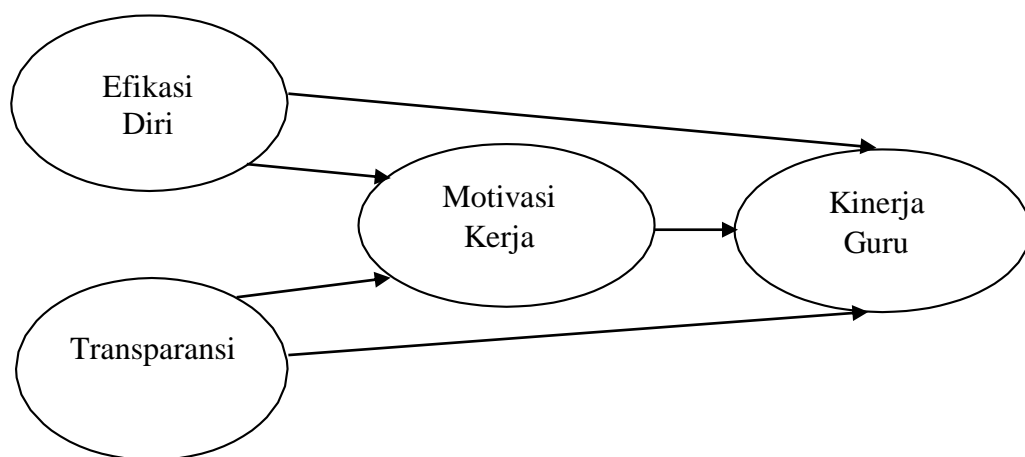 Efikasi
Diri
Motivasi
Kerja
Kinerja
Guru
Transparansi